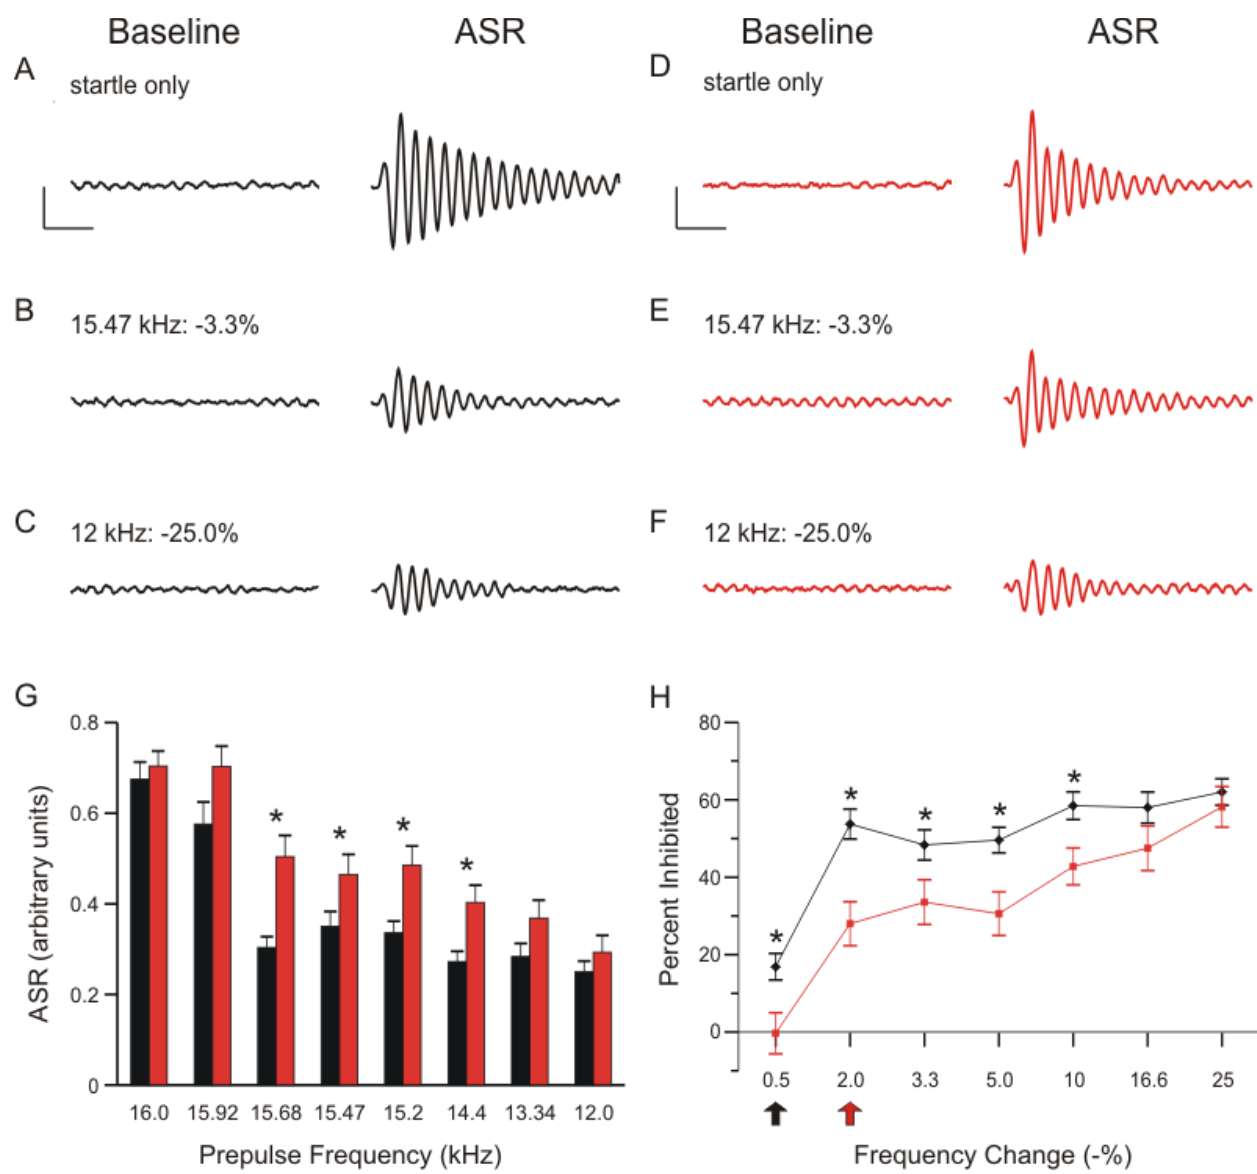 Baseline ASR Baseline ASR
A startle only D startle only
B 15.47 kHz: -3.3% E 15.47 kHz: -3.3%
C 12 kHz: -25.0% F 12 kHz: -25.0%
G
0.8
0.6
0.4
0.2
0
ASR (arbitrary units)
* * * *
16.0 15.92 15.68 15.47 15.2 14.4 13.34 12.0
Prepulse Frequency (kHz)
H
80
60
40
20
0
Percent Inhibited
* * * * *
0.5 2.0 3.3 5.0 10 16.6 25
Frequency Change (-%)